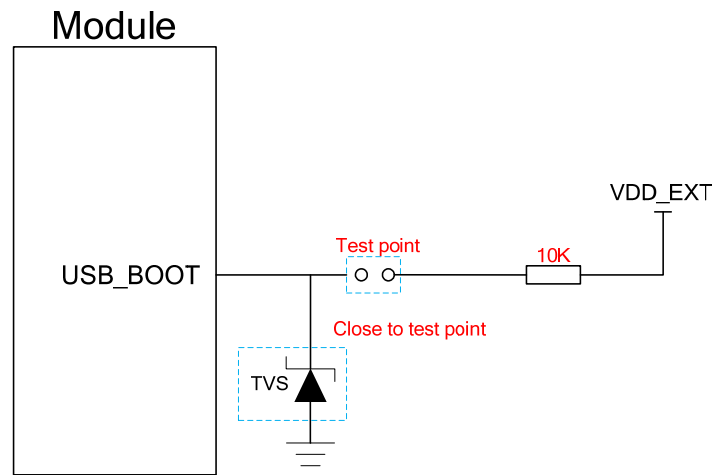 Module
VDD_EXT
Test point
10K
USB_BOOT
Close to test point
TVS